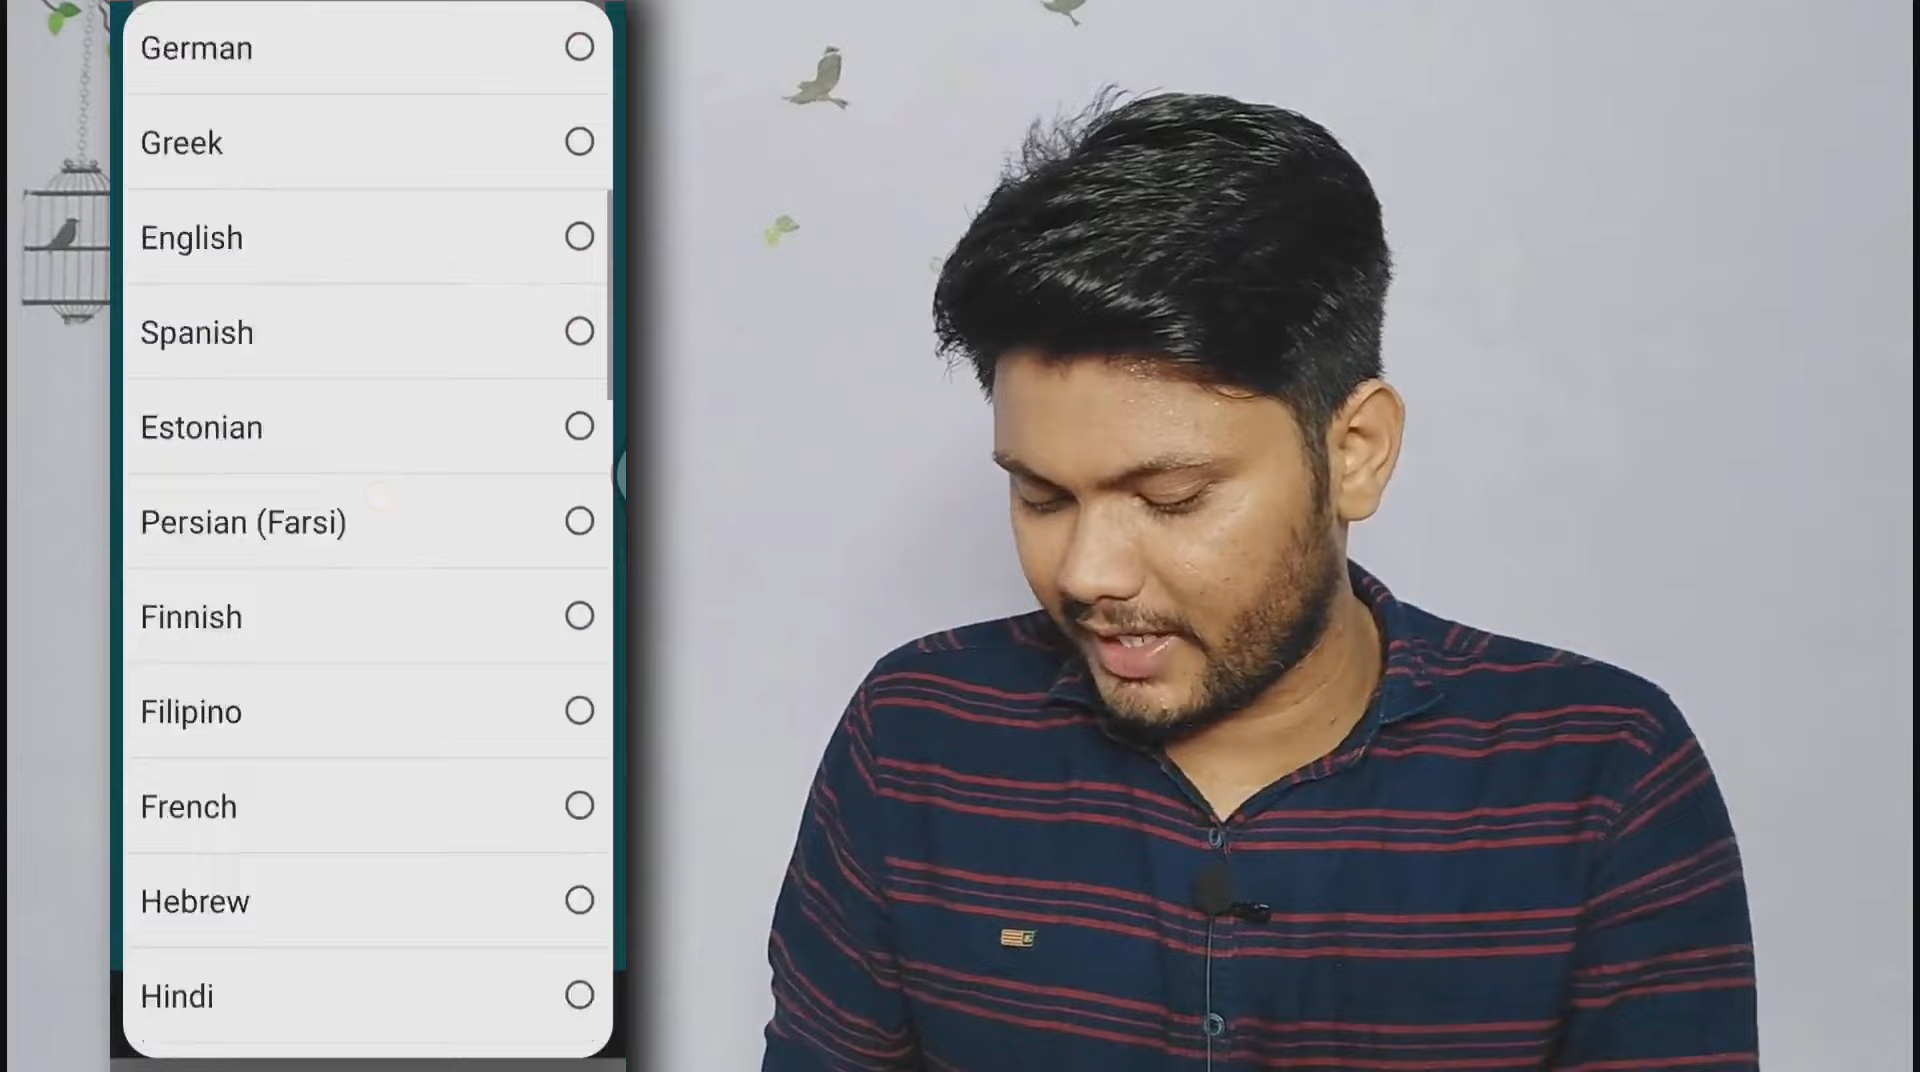 German
Greek
English
Spanish
Estonian
Persian (Farsi)
Finnish
Filipino
French
Hebrew
Hindi